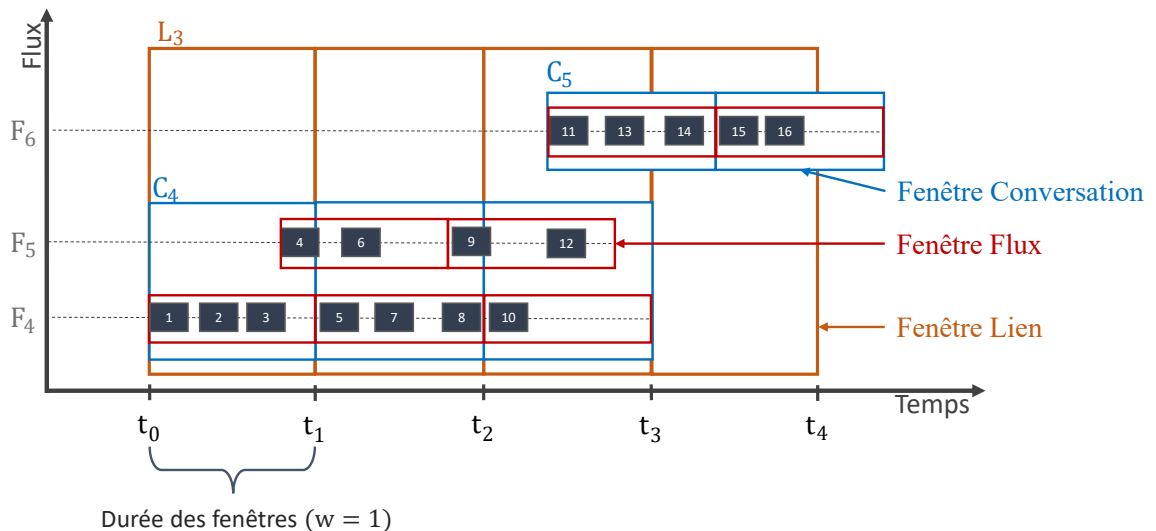 Flux
L₃
C₅
F₆
11 13 14 15 16
Fenêtre Conversation
C₄
F₅
4 6 9 12
Fenêtre Flux
F₄
1 2 3 5 7 8 10
Fenêtre Lien
Temps
t₀ t₁ t₂ t₃ t₄
Durée des fenêtres (w = 1)